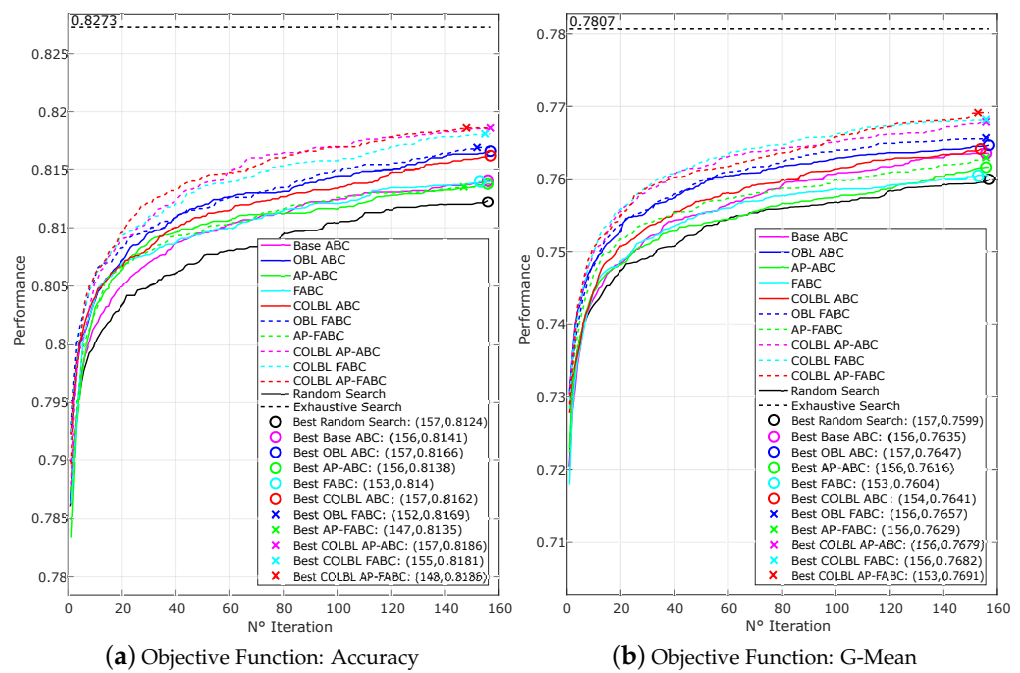 0.8273
0.825
0.82
0.815
0.81
0.805
0.8
0.795
0.79
0.785
0.78
Performance
0
20
40
60
80
100
120
140
160
N° Iteration
Base ABC
OBL ABC
AP-ABC
FABC
COLBL ABC
OBL FABC
AP-FABC
COLBL AP-ABC
COLBL FABC
COLBL AP-FABC
Random Search
Exhaustive Search
Best Random Search: (157,0.8124)
Best Base ABC: (156,0.8141)
Best OBL ABC: (157,0.8166)
Best AP-ABC: (156,0.8138)
Best FABC: (153,0.814)
Best COLBL ABC: (157,0.8162)
Best OBL FABC: (152,0.8169)
Best AP-FABC: (147,0.8135)
Best COLBL AP-ABC: (157,0.8186)
Best COLBL FABC: (155,0.8181)
Best COLBL AP-FABC: (148,0.8186)
(a) Objective Function: Accuracy
0.7807
0.78
0.77
0.76
0.75
0.74
0.73
0.72
0.71
Performance
0
20
40
60
80
100
120
140
160
N° Iteration
Base ABC
OBL ABC
AP-ABC
FABC
COLBL ABC
OBL FABC
AP-FABC
COLBL AP-ABC
COLBL FABC
COLBL AP-FABC
Random Search
Exhaustive Search
Best Random Search: (157,0.7599)
Best Base ABC: (156,0.7635)
Best OBL ABC: (157,0.7647)
Best AP-ABC: (156,0.7616)
Best FABC: (153,0.7604)
Best COLBL ABC: (154,0.7641)
Best OBL FABC: (156,0.7657)
Best AP-FABC: (156,0.7629)
Best COLBL AP-ABC: (156,0.7679)
Best COLBL FABC: (156,0.7682)
Best COLBL AP-FABC: (153,0.7691)
(b) Objective Function: G-Mean